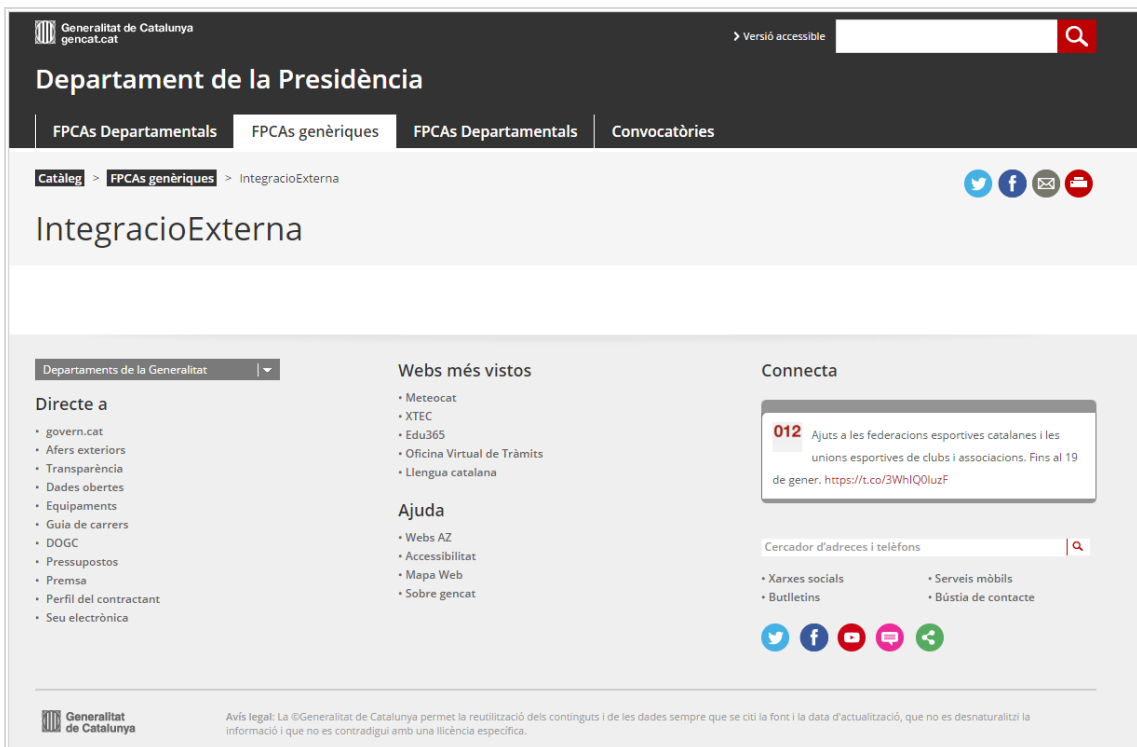 Generalitat de Catalunya
gencat.cat
Versió accessible
Departament de la Presidència
FPCAs Departamentals
FPCAs genèriques
FPCAs Departamentals
Convocatòries
Catàleg > FPCAs genèriques > IntegracioExterna
IntegracioExterna
Departaments de la Generalitat
Directe a
• govern.cat
• Afers exteriors
• Transparència
• Dades obertes
• Equipaments
• Guia de carrers
• DOGC
• Pressupostos
• Premsa
• Perfil del contractant
• Seu electrònica
Webs més vistos
• Meteocat
• XTEC
• Edu365
• Oficina Virtual de Tràmits
• Llengua catalana
Ajuda
• Webs AZ
• Accessibilitat
• Mapa Web
• Sobre gencat
Connecta
012 Ajuts a les federacions esportives catalanes i les
unions esportives de clubs i associacions. Fins al 19
de gener. https://t.co/3WhIQ0luzF
Cercador d'adreces i telèfons
• Xarxes socials
• Serveis mòbils
• Butlletins
• Bústia de contacte
Generalitat
de Catalunya
Avís legal: La ©Generalitat de Catalunya permet la reutilització dels continguts i de les dades sempre que se citi la font i la data d'actualització, que no es desnaturalitzi la
informació i que no es contradigui amb una llicència específica.